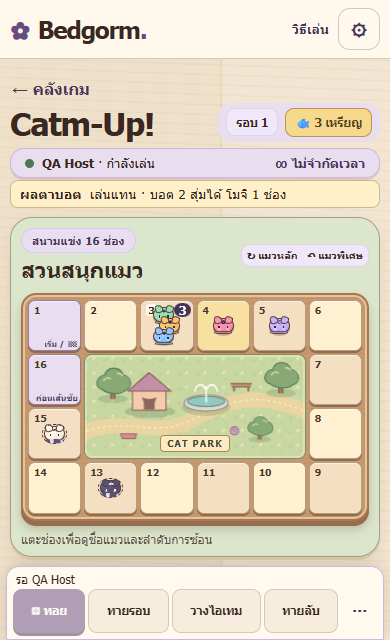 Bedgorm.
วิธีเล่น
← คลังเกม
Catm-Up!
รอบ 1
3 เหรียญ
QA Host · กำลังเล่น
∞ ไม่จำกัดเวลา
ผลตาบอต เล่นแทน · บอต 2 สุ่มได้ โมจิ 1 ช่อง
สนามแข่ง 16 ช่อง
สวนสนุกแมว
↻ แมวหลัก ↶ แมวพิเศษ
1
เริ่ม /
2
3
3
4
5
6
16
ก่อนเส้นชัย
7
15
8
CAT PARK
14
13
12
11
10
9
แตะช่องเพื่อดูชื่อแมวและลำดับการซ้อน
รอ QA Host
ทอย
ทายรอบ
วางไอเทม
ทายลับ
···